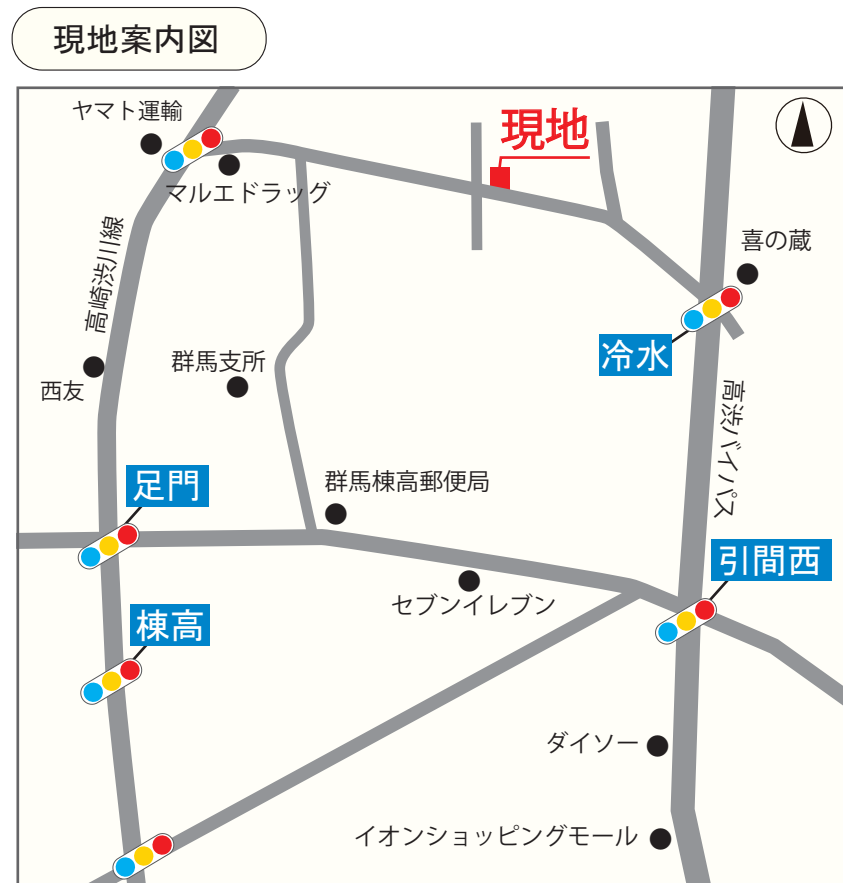 現地案内図
ヤマト運輸
現地
マルエドラッグ
喜の蔵
高崎渋川線
冷水
群馬支所
西友
高渋バイパス
足門
群馬棟高郵便局
引間西
セブンイレブン
棟高
ダイソー
イオンショッピングモール